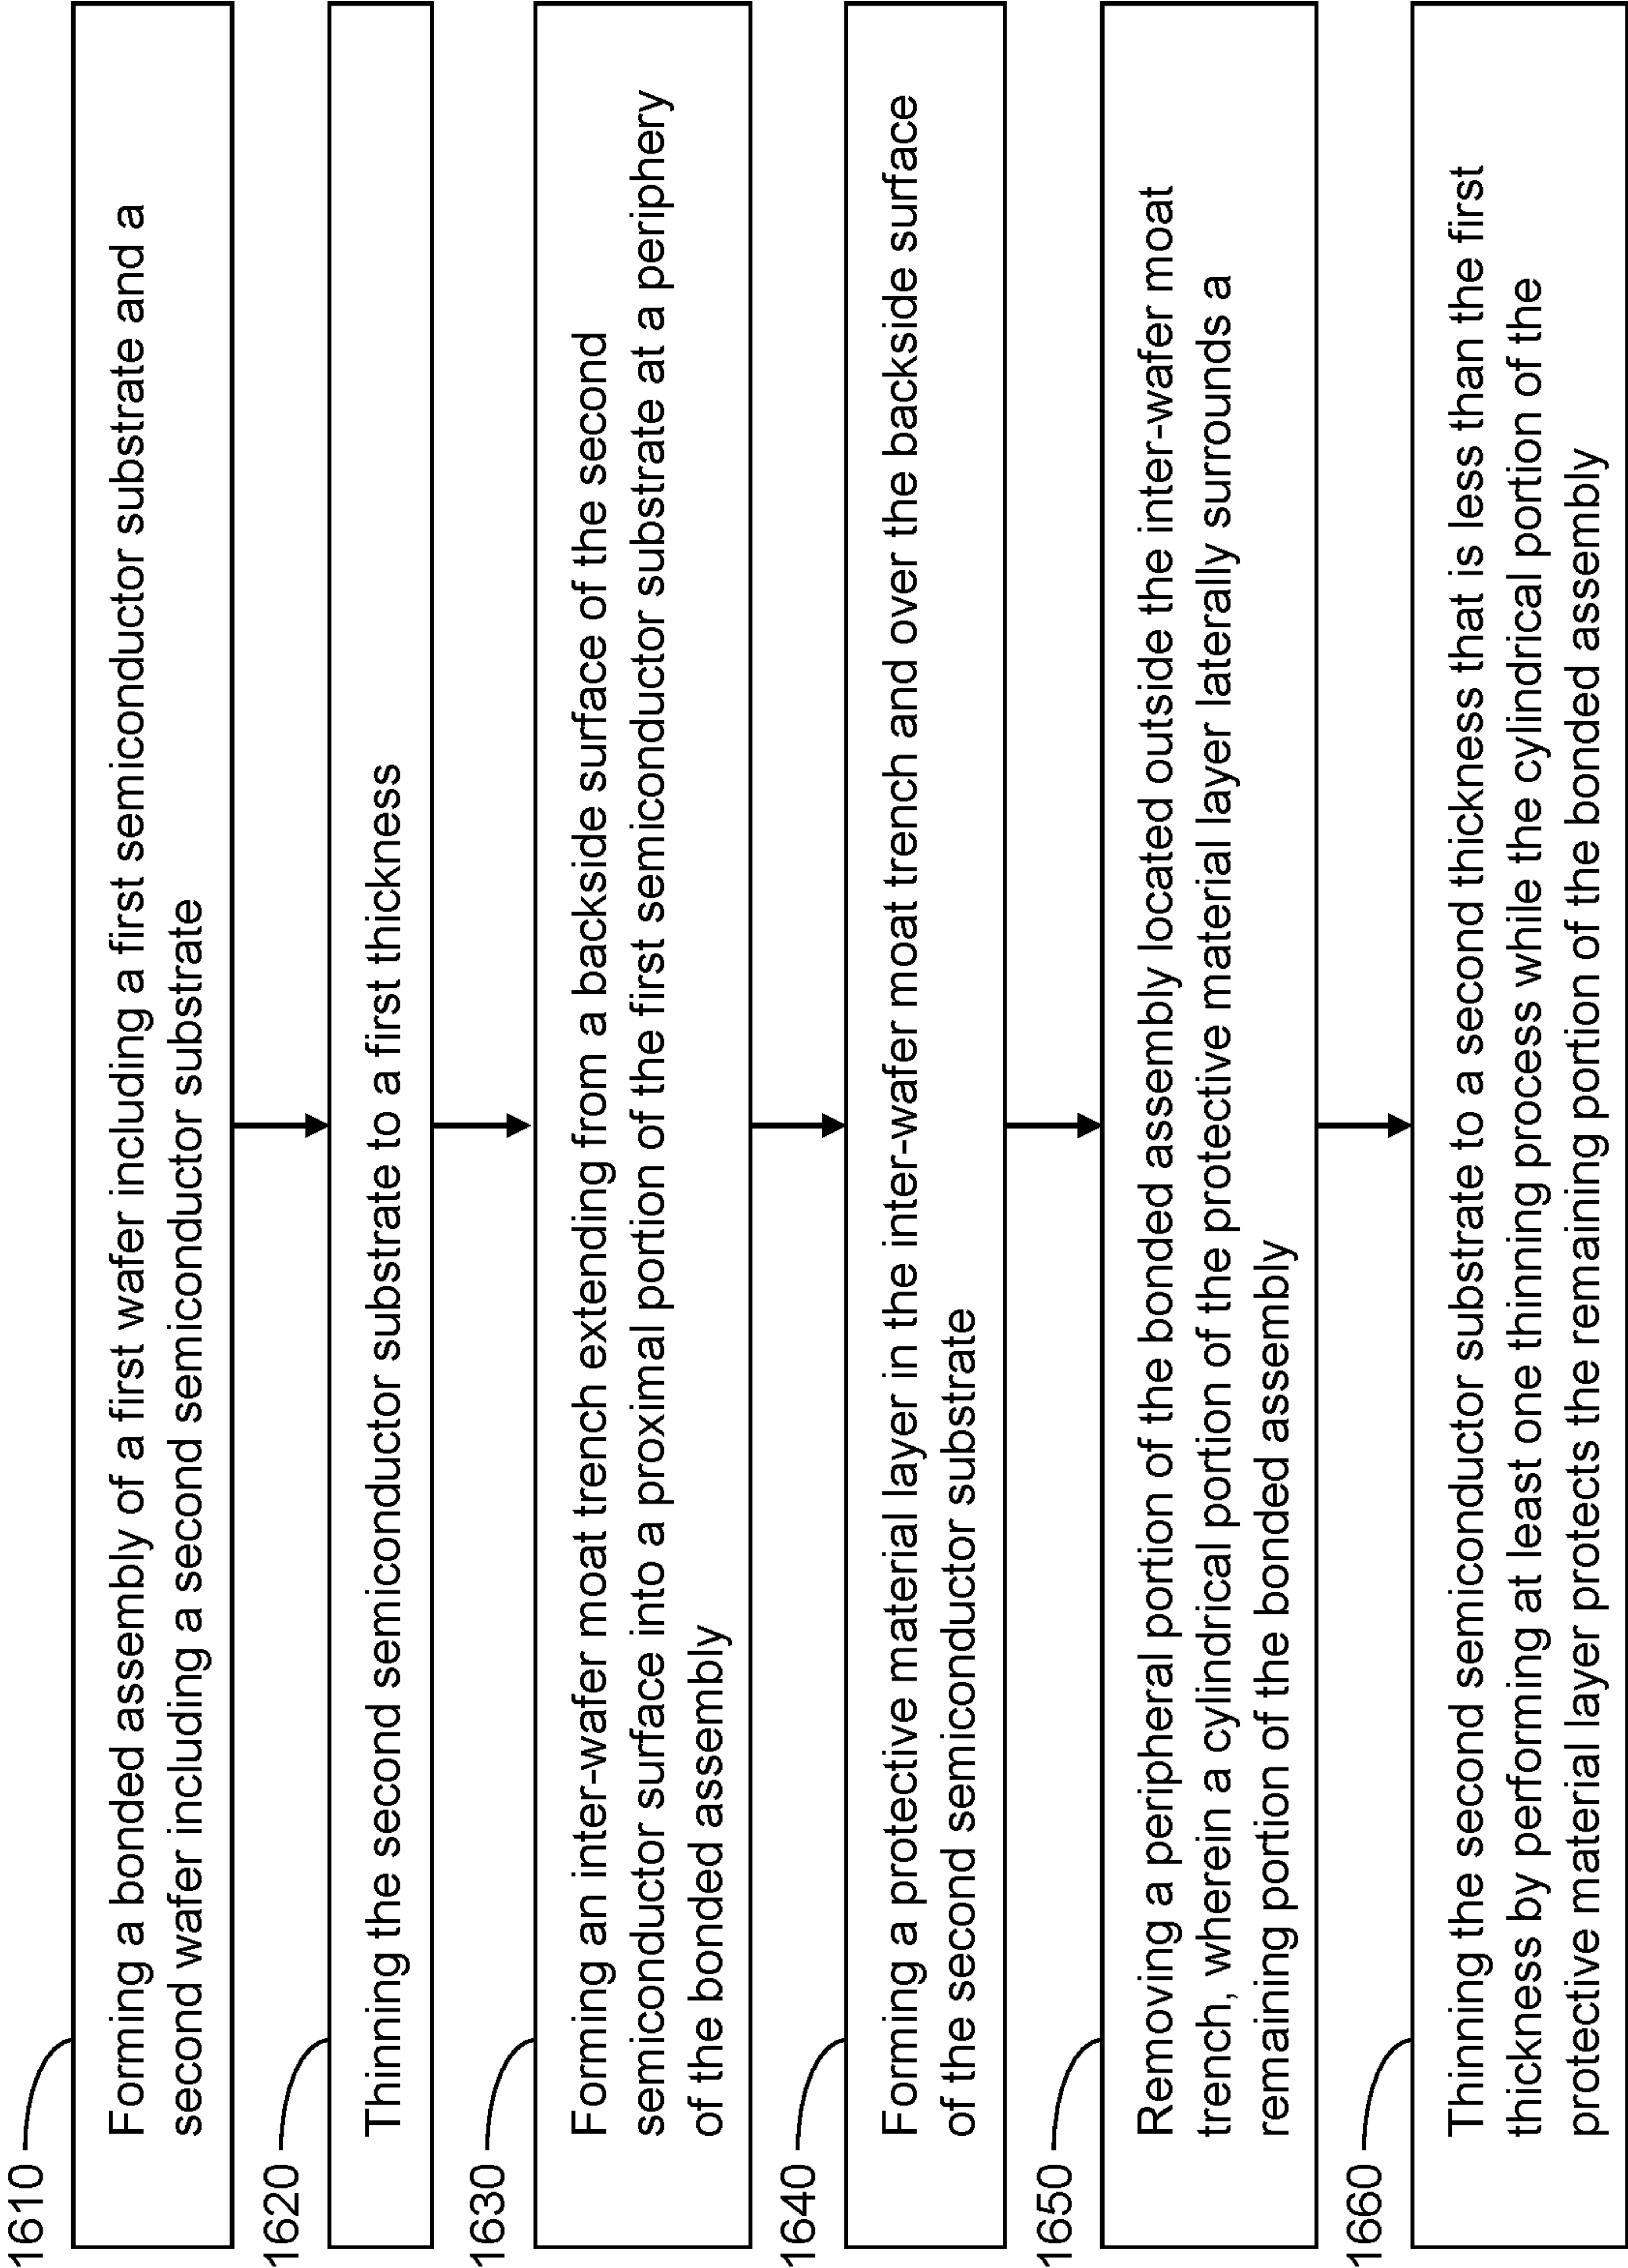 1610
Forming a bonded assembly of a first wafer including a first semiconductor substrate and a
second wafer including a second semiconductor substrate
1620
Thinning the second semiconductor substrate to a first thickness
1630
Forming an inter-wafer moat trench extending from a backside surface of the second
semiconductor surface into a proximal portion of the first semiconductor substrate at a periphery
of the bonded assembly
1640
Forming a protective material layer in the inter-wafer moat trench and over the backside surface
of the second semiconductor substrate
1650
Removing a peripheral portion of the bonded assembly located outside the inter-wafer moat
trench, wherein a cylindrical portion of the protective material layer laterally surrounds a
remaining portion of the bonded assembly
1660
Thinning the second semiconductor substrate to a second thickness that is less than the first
thickness by performing at least one thinning process while the cylindrical portion of the
protective material layer protects the remaining portion of the bonded assembly